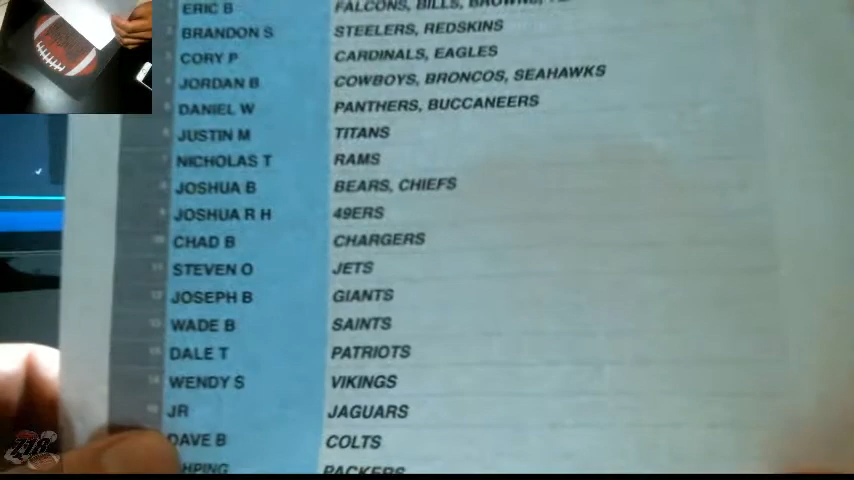 ERIC B FALCONS, BILLS, BROWNS,
BRANDON S STEELERS, REDSKINS
CORY P CARDINALS, EAGLES
JORDAN B COWBOYS, BRONCOS, SEAHAWKS
DANIEL W PANTHERS, BUCCANEERS
JUSTIN M TITANS
NICHOLAS T RAMS
JOSHUA B BEARS, CHIEFS
JOSHUA R H 49ERS
CHAD B CHARGERS
STEVEN O JETS
JOSEPH B GIANTS
WADE B SAINTS
DALE T PATRIOTS
WENDY S VIKINGS
JR JAGUARS
DAVE B COLTS
PACKERS